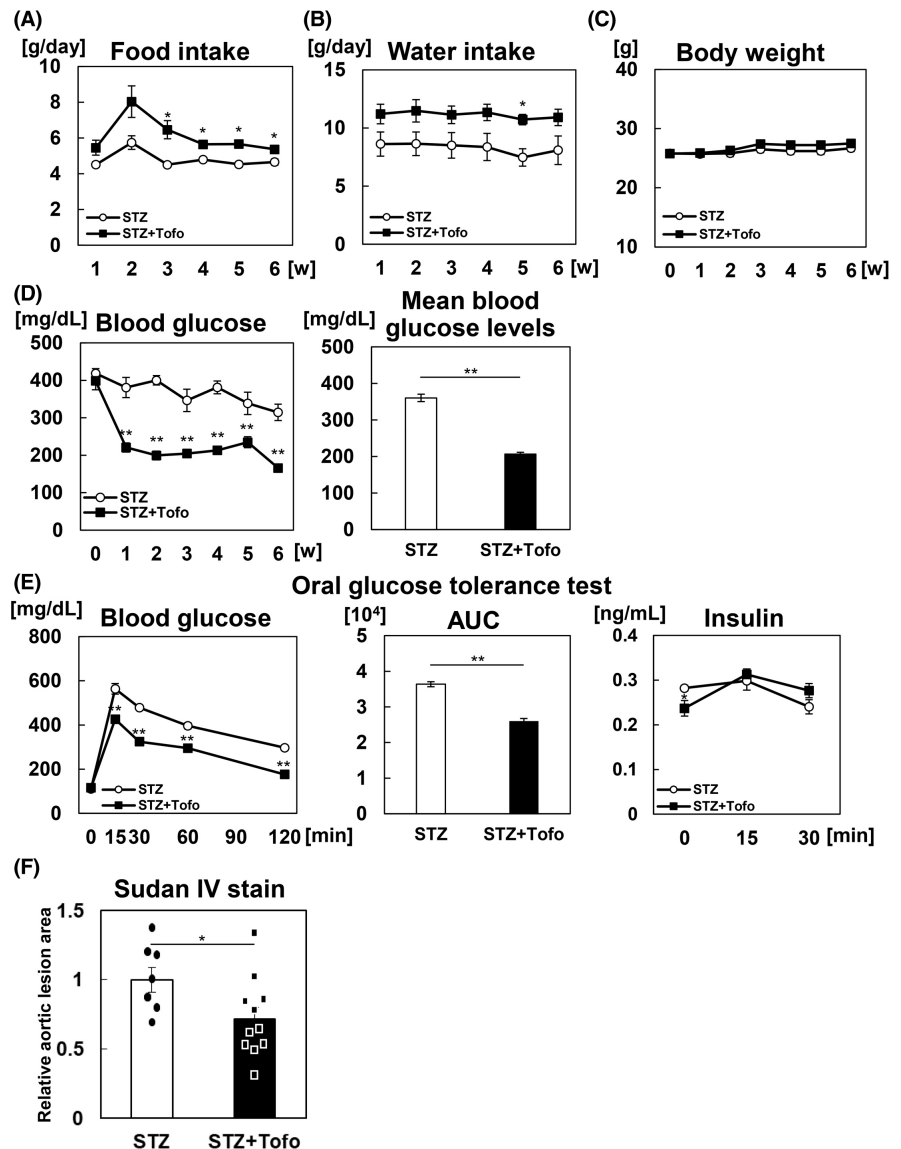 (A)
[g/day]
Food intake
10
8
6
4
2
0
*
*
*
*
STZ
STZ+Tofo
1 2 3 4 5 6 [w]
(B)
[g/day]
Water intake
15
10
5
0
*
STZ
STZ+Tofo
1 2 3 4 5 6 [w]
(C)
[g]
Body weight
40
30
20
10
STZ
STZ+Tofo
0 1 2 3 4 5 6 [w]
(D)
[mg/dL]
Blood glucose
500
400
300
200
100
0
**
**
**
**
**
**
STZ
STZ+Tofo
0 1 2 3 4 5 6 [w]
[mg/dL]
Mean blood
glucose levels
500
400
300
200
100
0
**
STZ STZ+Tofo
(E)
Oral glucose tolerance test
[mg/dL]
Blood glucose
800
600
400
200
0
**
**
**
**
STZ
STZ+Tofo
0 15 30 60 90 120 [min]
[10⁴]
AUC
5
4
3
2
1
0
**
STZ STZ+Tofo
[ng/mL]
Insulin
0.4
0.3
0.2
0.1
0
*
STZ
STZ+Tofo
0 15 30 [min]
(F)
Sudan IV stain
Relative aortic lesion area
1.5
1
0.5
0
*
STZ STZ+Tofo